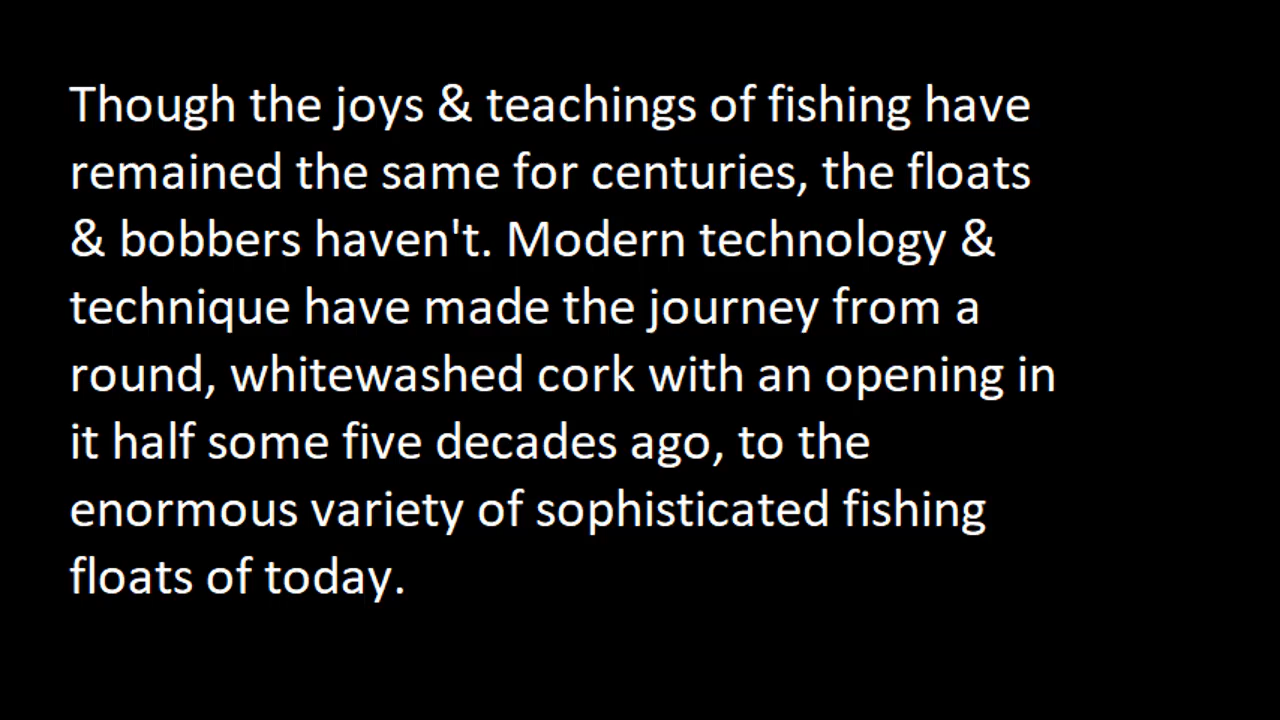 Though the joys & teachings of fishing have
remained the same for centuries, the floats
& bobbers haven't. Modern technology &
technique have made the journey from a
round, whitewashed cork with an opening in
it half some five decades ago, to the
enormous variety of sophisticated fishing
floats of today.